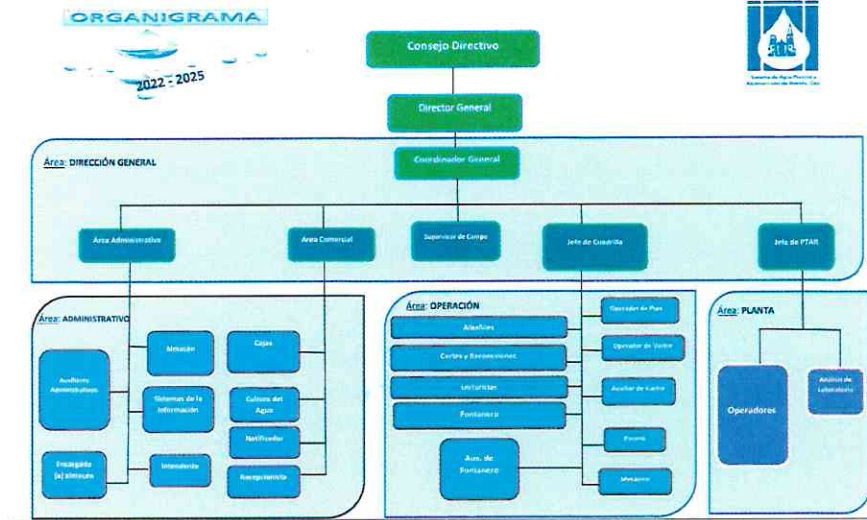 ORGANIGRAMA
2022 - 2025
Consejo Directivo
Director General
Área: DIRECCIÓN GENERAL
Coordinador General
Área Administrativo
Área Comercial
Supervisor de Campo
Jefe de Cuadrilla
Jefe de PTAR
Área: ADMINISTRATIVO
Auxiliares
Administrativos
Sistemas de la
Información
Encargado
(a) almacén
Intendente
Cajas
Cultura del
Agua
Notificador
Recepcionista
Área: OPERACIÓN
Albañiles
Cortes y Reconexiones
Fontanero
Aux. de
Fontanero
Operador de Pipa
Operador de Vactor
Auxiliar de Vactor
Área: PLANTA
Operadores
Análisis de
Laboratorio